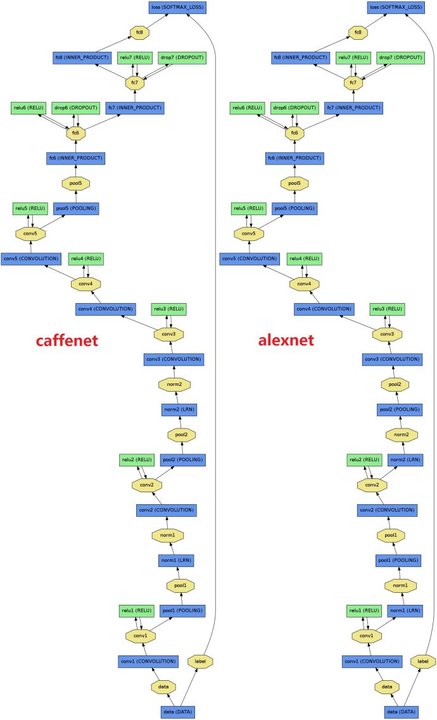 loss (SOFTMAX_LOSS)
fc8
fc8 (INNER_PRODUCT)
relu7 (RELU)
drop7 (DROPOUT)
fc7
relu6 (RELU)
drop6 (DROPOUT)
fc7 (INNER_PRODUCT)
fc6
fc6 (INNER_PRODUCT)
pool5
relu5 (RELU)
pool5 (POOLING)
conv5
conv5 (CONVOLUTION)
relu4 (RELU)
conv4
conv4 (CONVOLUTION)
relu3 (RELU)
conv3
caffenet
conv3 (CONVOLUTION)
norm2
norm2 (LRN)
pool2
relu2 (RELU)
pool2 (POOLING)
conv2
conv2 (CONVOLUTION)
norm1
norm1 (LRN)
pool1
relu1 (RELU)
pool1 (POOLING)
conv1
conv1 (CONVOLUTION)
label
data
data (DATA)
loss (SOFTMAX_LOSS)
fc8
fc8 (INNER_PRODUCT)
relu7 (RELU)
drop7 (DROPOUT)
fc7
relu6 (RELU)
drop6 (DROPOUT)
fc7 (INNER_PRODUCT)
fc6
fc6 (INNER_PRODUCT)
pool5
relu5 (RELU)
pool5 (POOLING)
conv5
conv5 (CONVOLUTION)
relu4 (RELU)
conv4
conv4 (CONVOLUTION)
relu3 (RELU)
conv3
alexnet
conv3 (CONVOLUTION)
pool2
pool2 (POOLING)
norm2
relu2 (RELU)
norm2 (LRN)
conv2
conv2 (CONVOLUTION)
pool1
pool1 (POOLING)
norm1
relu1 (RELU)
norm1 (LRN)
conv1
conv1 (CONVOLUTION)
label
data
data (DATA)